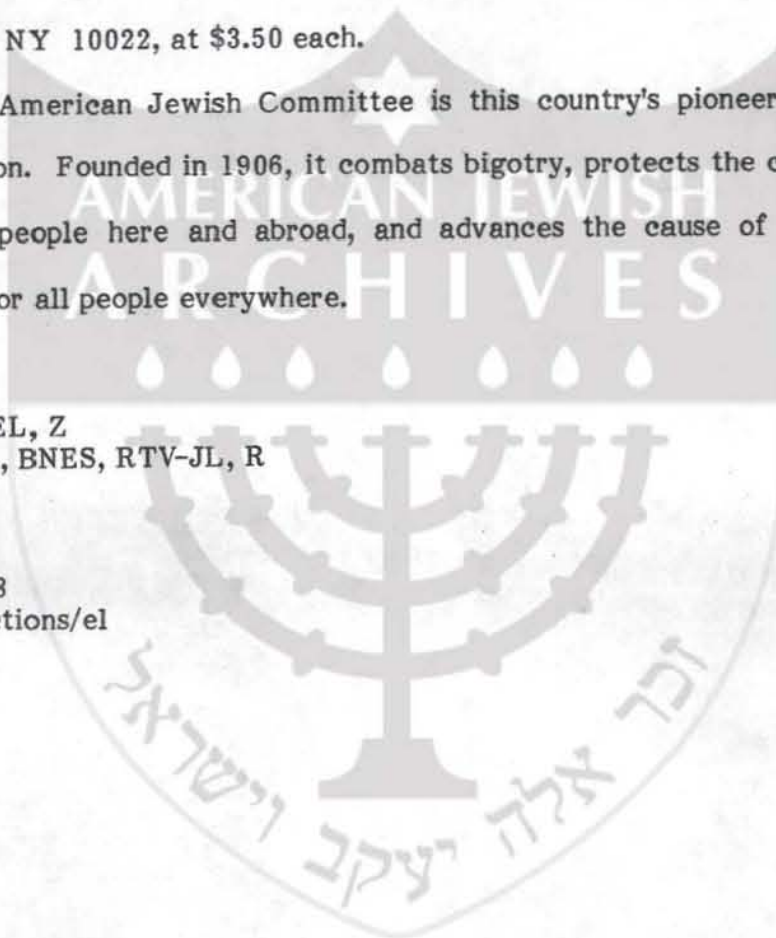 NY 10022, at $3.50 each.
American Jewish Committee is this country's pioneer
on. Founded in 1906, it combats bigotry, protects the
AMERICAN JEWISH
people here and abroad, and advances the cause of
ARCHIVES
or all people everywhere.
EL, Z
, BNES, RTV-JL, R
tions/el
זכר אלה יעקב וישראל